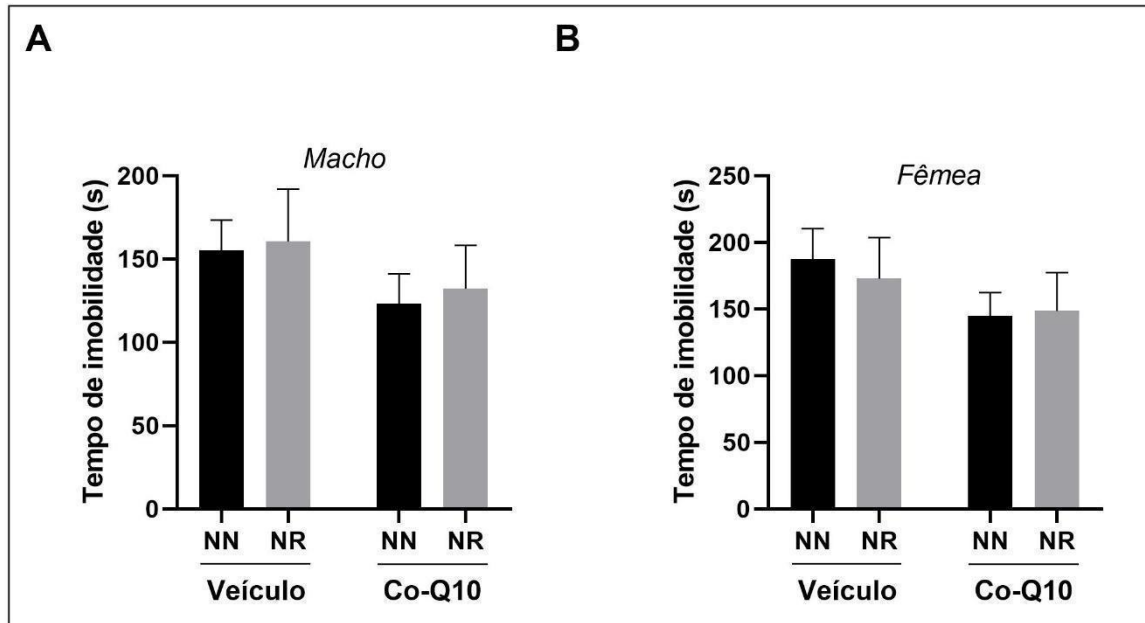 A
Macho
Tempo de imobilidade (s)
200
150
100
50
0
NN NR NN NR
Veículo Co-Q10
B
Fêmea
Tempo de imobilidade (s)
250
200
150
100
50
0
NN NR NN NR
Veículo Co-Q10